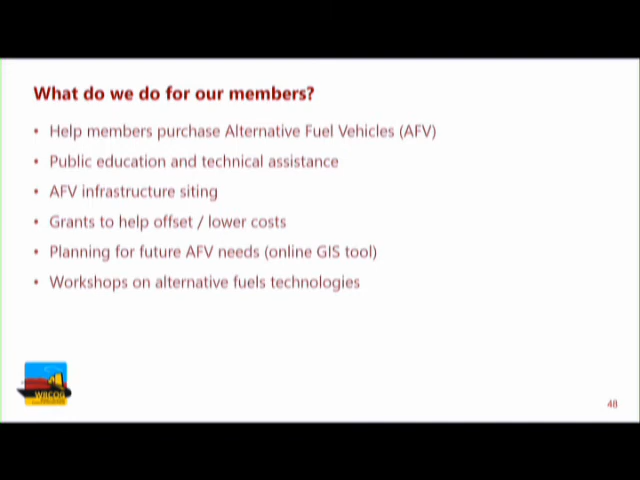 What do we do for our members?
• Help members purchase Alternative Fuel Vehicles (AFV)
• Public education and technical assistance
• AFV infrastructure siting
• Grants to help offset / lower costs
• Planning for future AFV needs (online GIS tool)
• Workshops on alternative fuels technologies
WRCOG
48